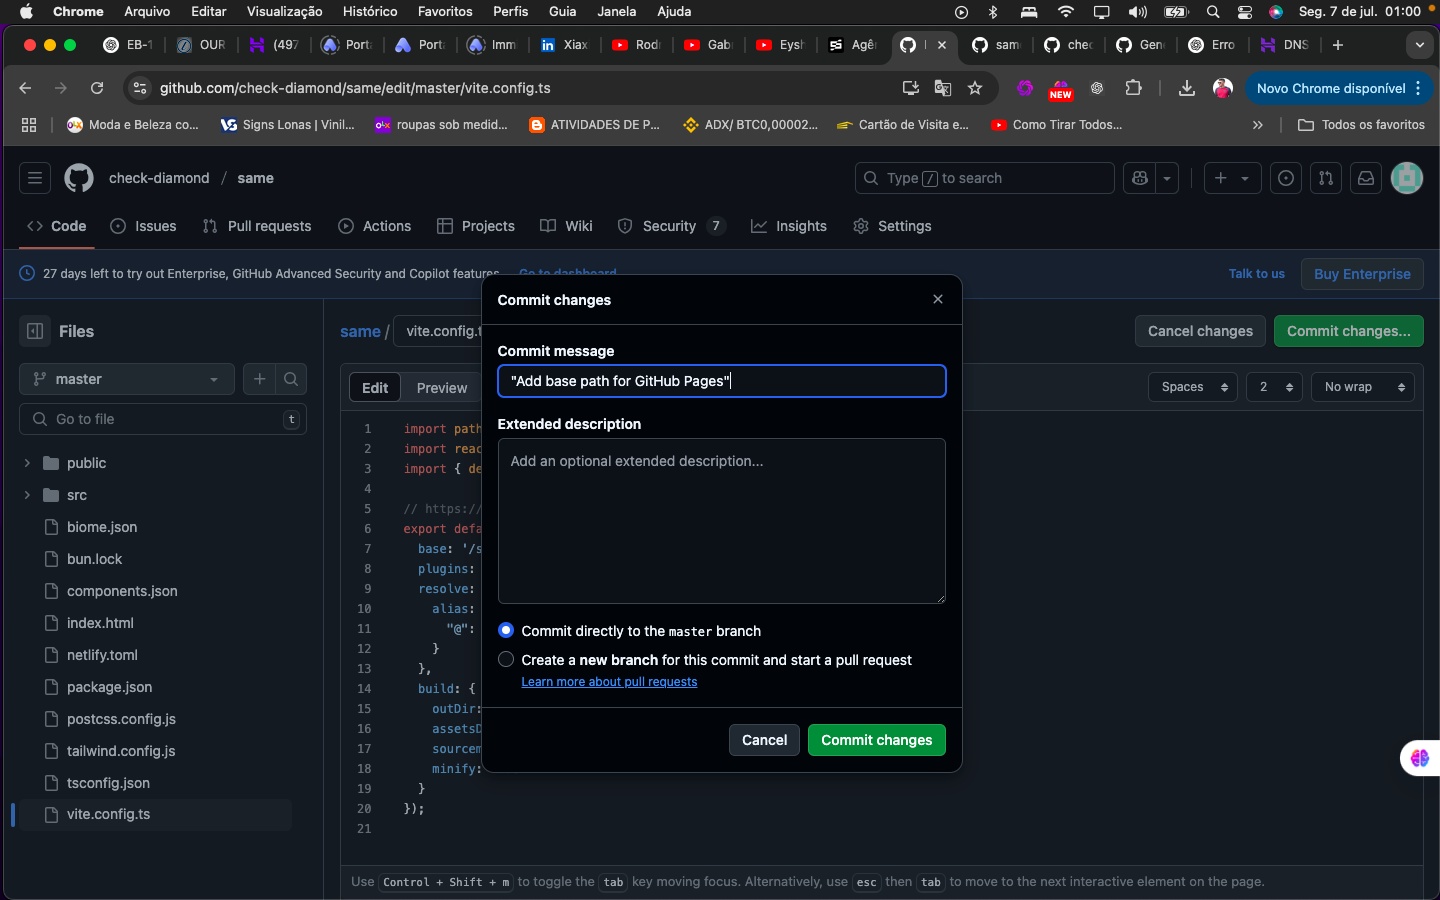 Chrome Arquivo Editar Visualização Histórico Favoritos Perfis Guia Janela Ajuda Seg. 7 de jul. 01:00
EB-1 OUR (497 Port Port Imm Xiax Rodr Gab Eysh Agê sam chec Gene Erro DNS
github.com/check-diamond/same/edit/master/vite.config.ts NEW Novo Chrome disponível
Moda e Beleza co... Signs Lonas | Vinil... roupas sob medid... ATIVIDADES DE P... ADX/ BTC0,00002... Cartão de Visita e... Como Tirar Todos... » Todos os favoritos
check-diamond / same Type / to search
Code Issues Pull requests Actions Projects Wiki Security 7 Insights Settings
27 days left to try out Enterprise, GitHub Advanced Security and Copilot features Go to dashboard Talk to us Buy Enterprise
Files
same / vite.config.t Cancel changes Commit changes...
master
Edit Preview Spaces 2 No wrap
Go to file t
public
src
biome.json
bun.lock
components.json
index.html
netlify.toml
package.json
postcss.config.js
tailwind.config.js
tsconfig.json
vite.config.ts
1 import path
2 import reac
3 import { de
4
5 // https://
6 export defa
7 base: '/s
8 plugins:
9 resolve:
10 alias:
11 "@":
12 }
13 },
14 build: {
15 outDir:
16 assetsD
17 sourcem
18 minify:
19 }
20 });
21
Commit changes
Commit message
"Add base path for GitHub Pages"
Extended description
Add an optional extended description...
Commit directly to the master branch
Create a new branch for this commit and start a pull request
Learn more about pull requests
Cancel Commit changes
Use Control + Shift + m to toggle the tab key moving focus. Alternatively, use esc then tab to move to the next interactive element on the page.